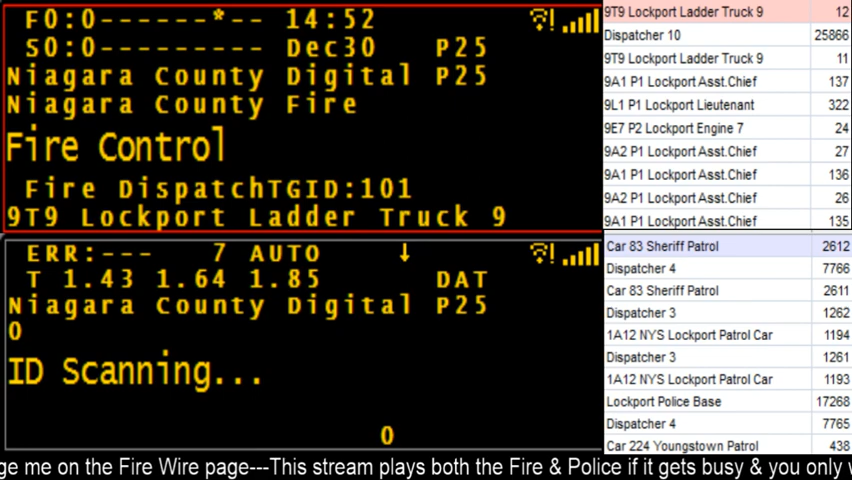 F0:0------*-- 14:52
S0:0--------- Dec30 P25
Niagara County Digital P25
Niagara County Fire
Fire Control
Fire DispatchTGID:101
9T9 Lockport Ladder Truck 9
9T9 Lockport Ladder Truck 9 12
Dispatcher 10 25866
9T9 Lockport Ladder Truck 9 11
9A1 P1 Lockport Asst.Chief 137
9L1 P1 Lockport Lieutenant 322
9E7 P2 Lockport Engine 7 24
9A2 P1 Lockport Asst.Chief 27
9A1 P1 Lockport Asst.Chief 136
9A2 P1 Lockport Asst.Chief 26
9A1 P1 Lockport Asst.Chief 135
ERR:--- 7 AUTO ↓
T 1.43 1.64 1.85 DAT
Niagara County Digital P25
0
ID Scanning...
0
Car 83 Sheriff Patrol 2612
Dispatcher 4 7766
Car 83 Sheriff Patrol 2611
Dispatcher 3 1262
1A12 NYS Lockport Patrol Car 1194
Dispatcher 3 1261
1A12 NYS Lockport Patrol Car 1193
Lockport Police Base 17268
Dispatcher 4 7765
Car 224 Youngstown Patrol 438
ge me on the Fire Wire page---This stream plays both the Fire & Police if it gets busy & you only